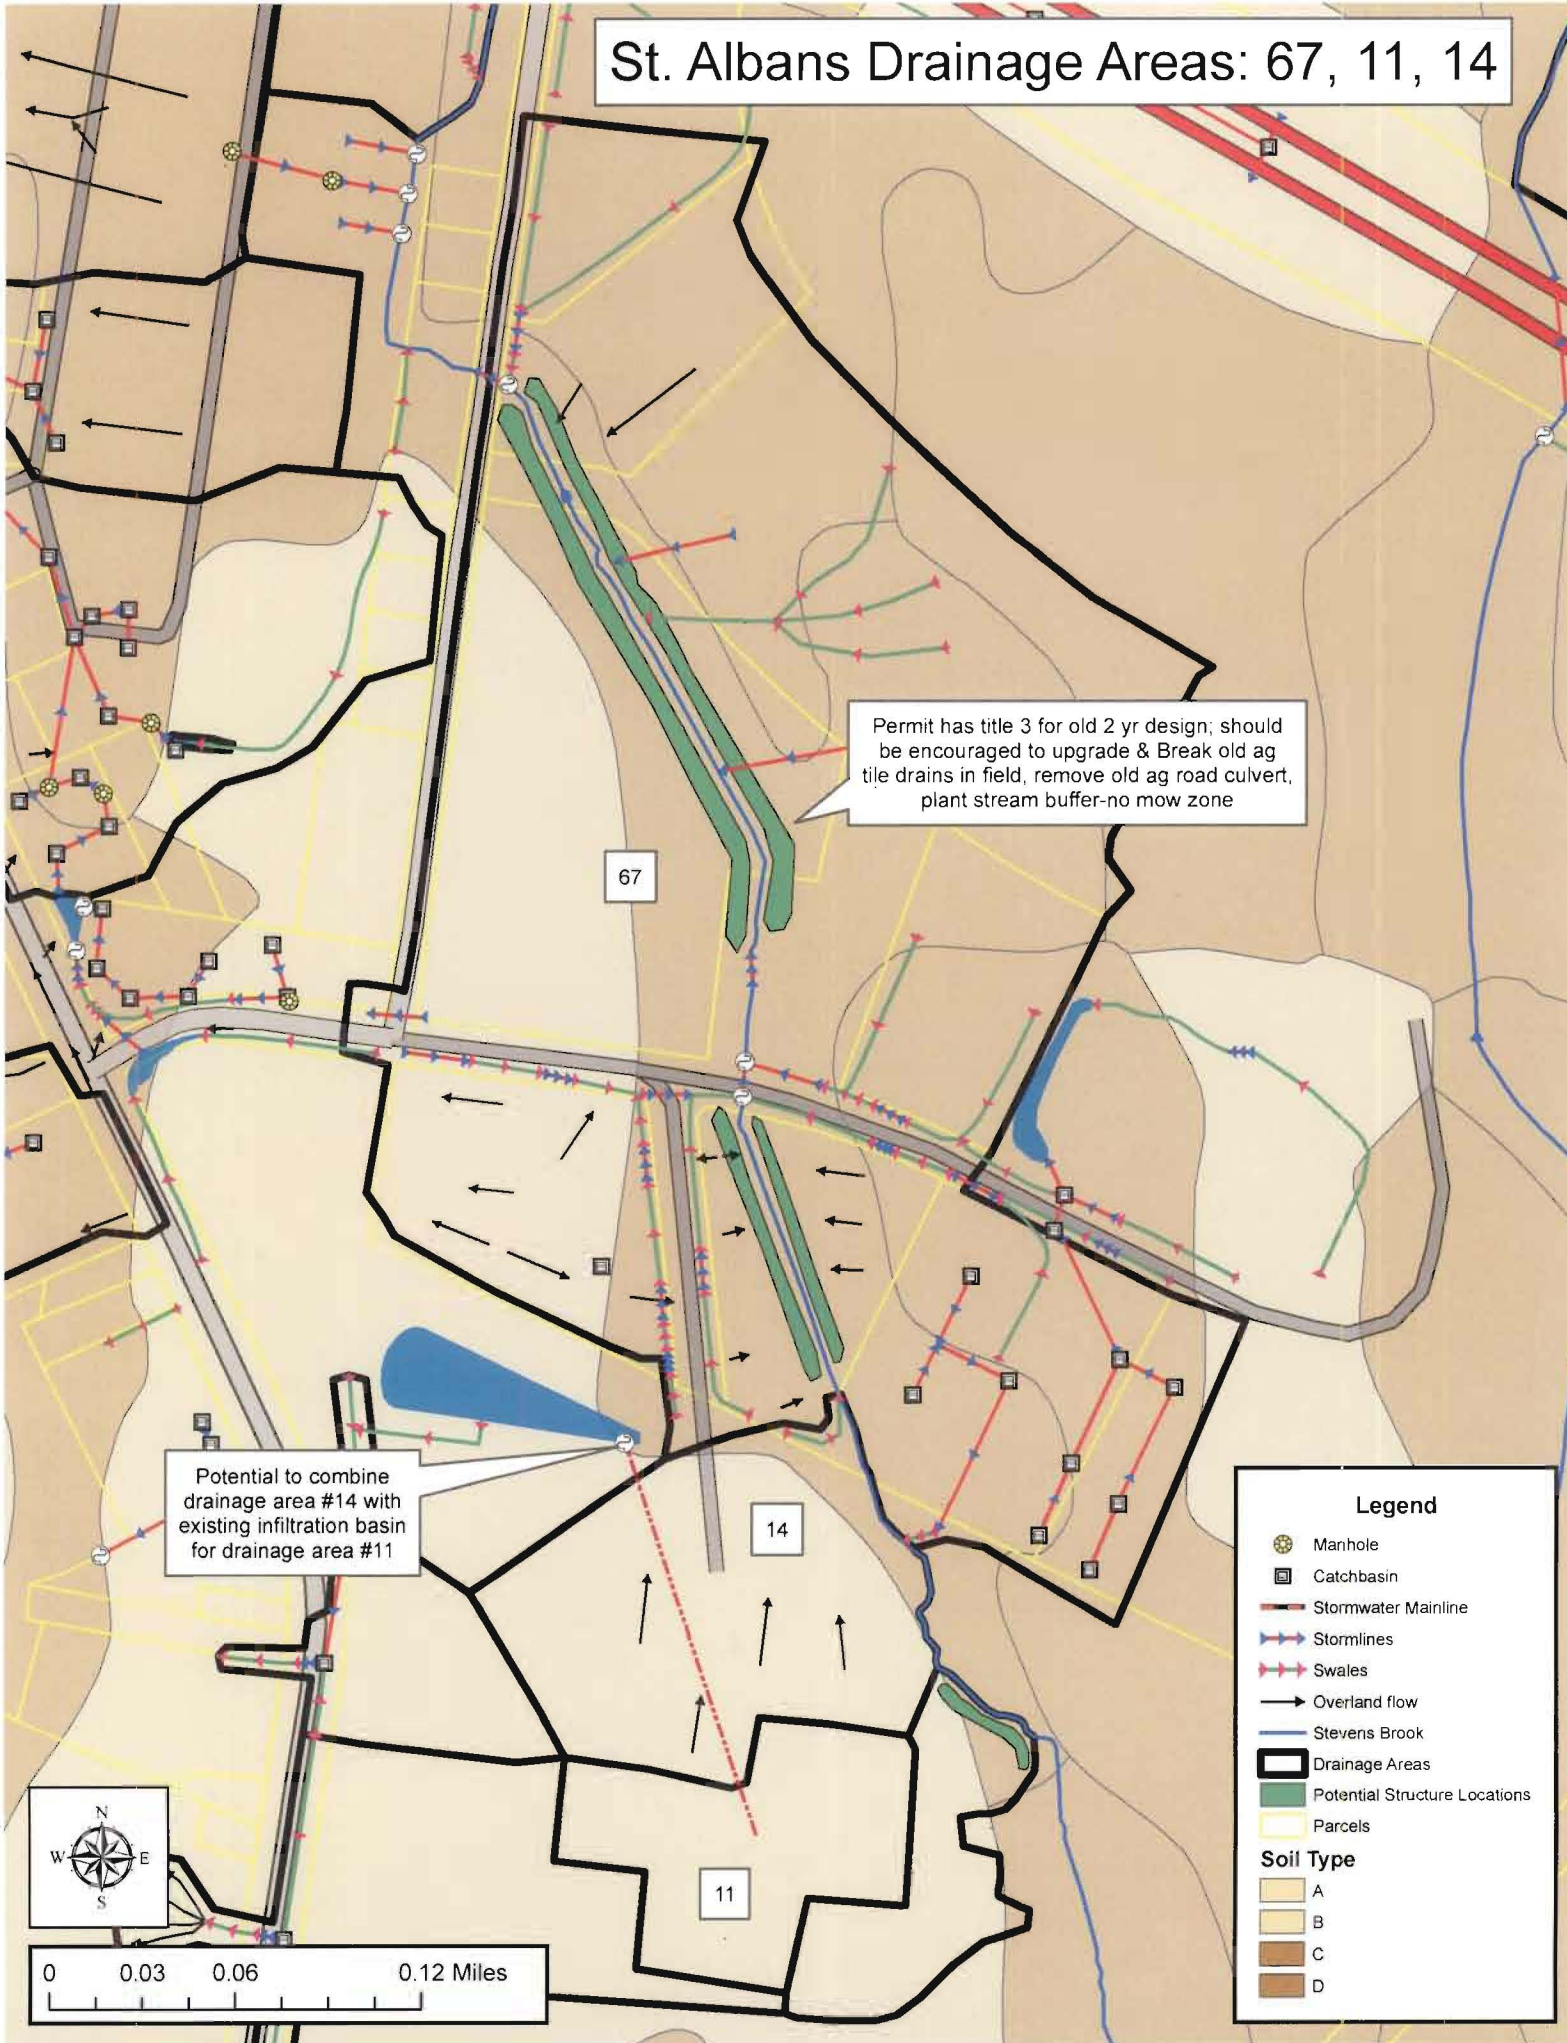 St. Albans Drainage Areas: 67, 11, 14
Permit has title 3 for old 2 yr design; should
be encouraged to upgrade & Break old ag
tile drains in field, remove old ag road culvert,
plant stream buffer-no mow zone
67
Potential to combine
drainage area #14 with
existing infiltration basin
for drainage area #11
14
11
Legend
Manhole
Catchbasin
Stormwater Mainline
Stormlines
Swales
Overland flow
Stevens Brook
Drainage Areas
Potential Structure Locations
Parcels
Soil Type
A
B
C
D
N
W E
S
0 0.03 0.06 0.12 Miles